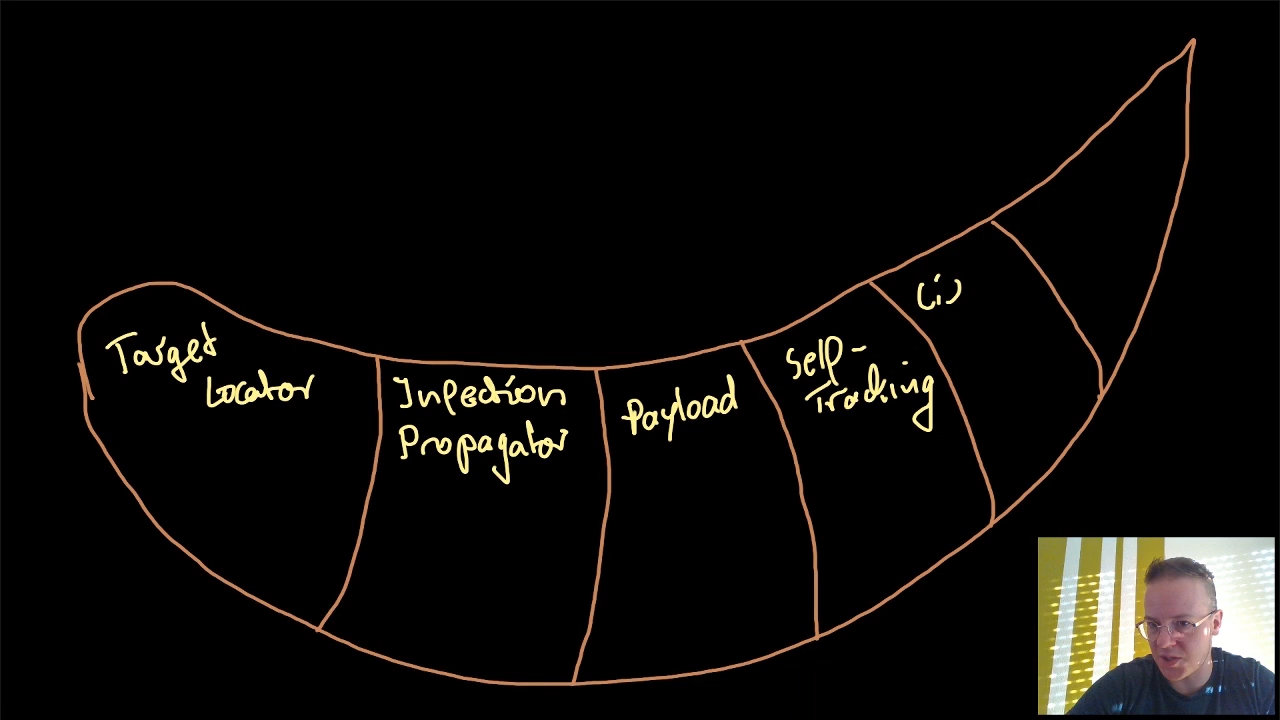 Target
Locator
Infection
Propagator
Payload
Self-
Tracking